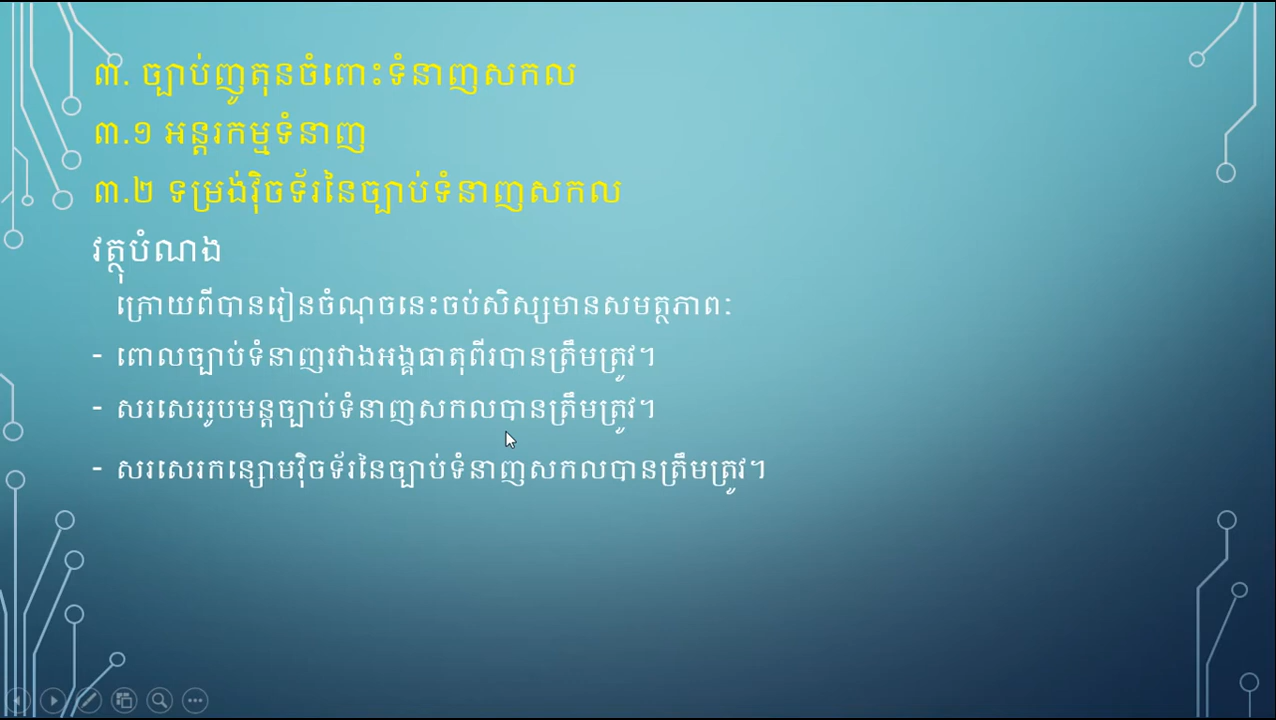 ៣. ច្បាប់ញូតុនចំពោះទំនាញសកល
៣.១ អន្តរកម្មទំនាញ
៣.២ ទម្រង់វ៉ិចទ័រនៃច្បាប់ទំនាញសកល
វត្ថុបំណង
ក្រោយពីបានរៀនចំណុចនេះចប់សិស្សមានសមត្ថភាព៖
- ពោលច្បាប់ទំនាញរវាងអង្គធាតុពីរបានត្រឹមត្រូវ។
- សរសេររូបមន្តច្បាប់ទំនាញសកលបានត្រឹមត្រូវ។
- សរសេរកន្សោមវ៉ិចទ័រនៃច្បាប់ទំនាញសកលបានត្រឹមត្រូវ។